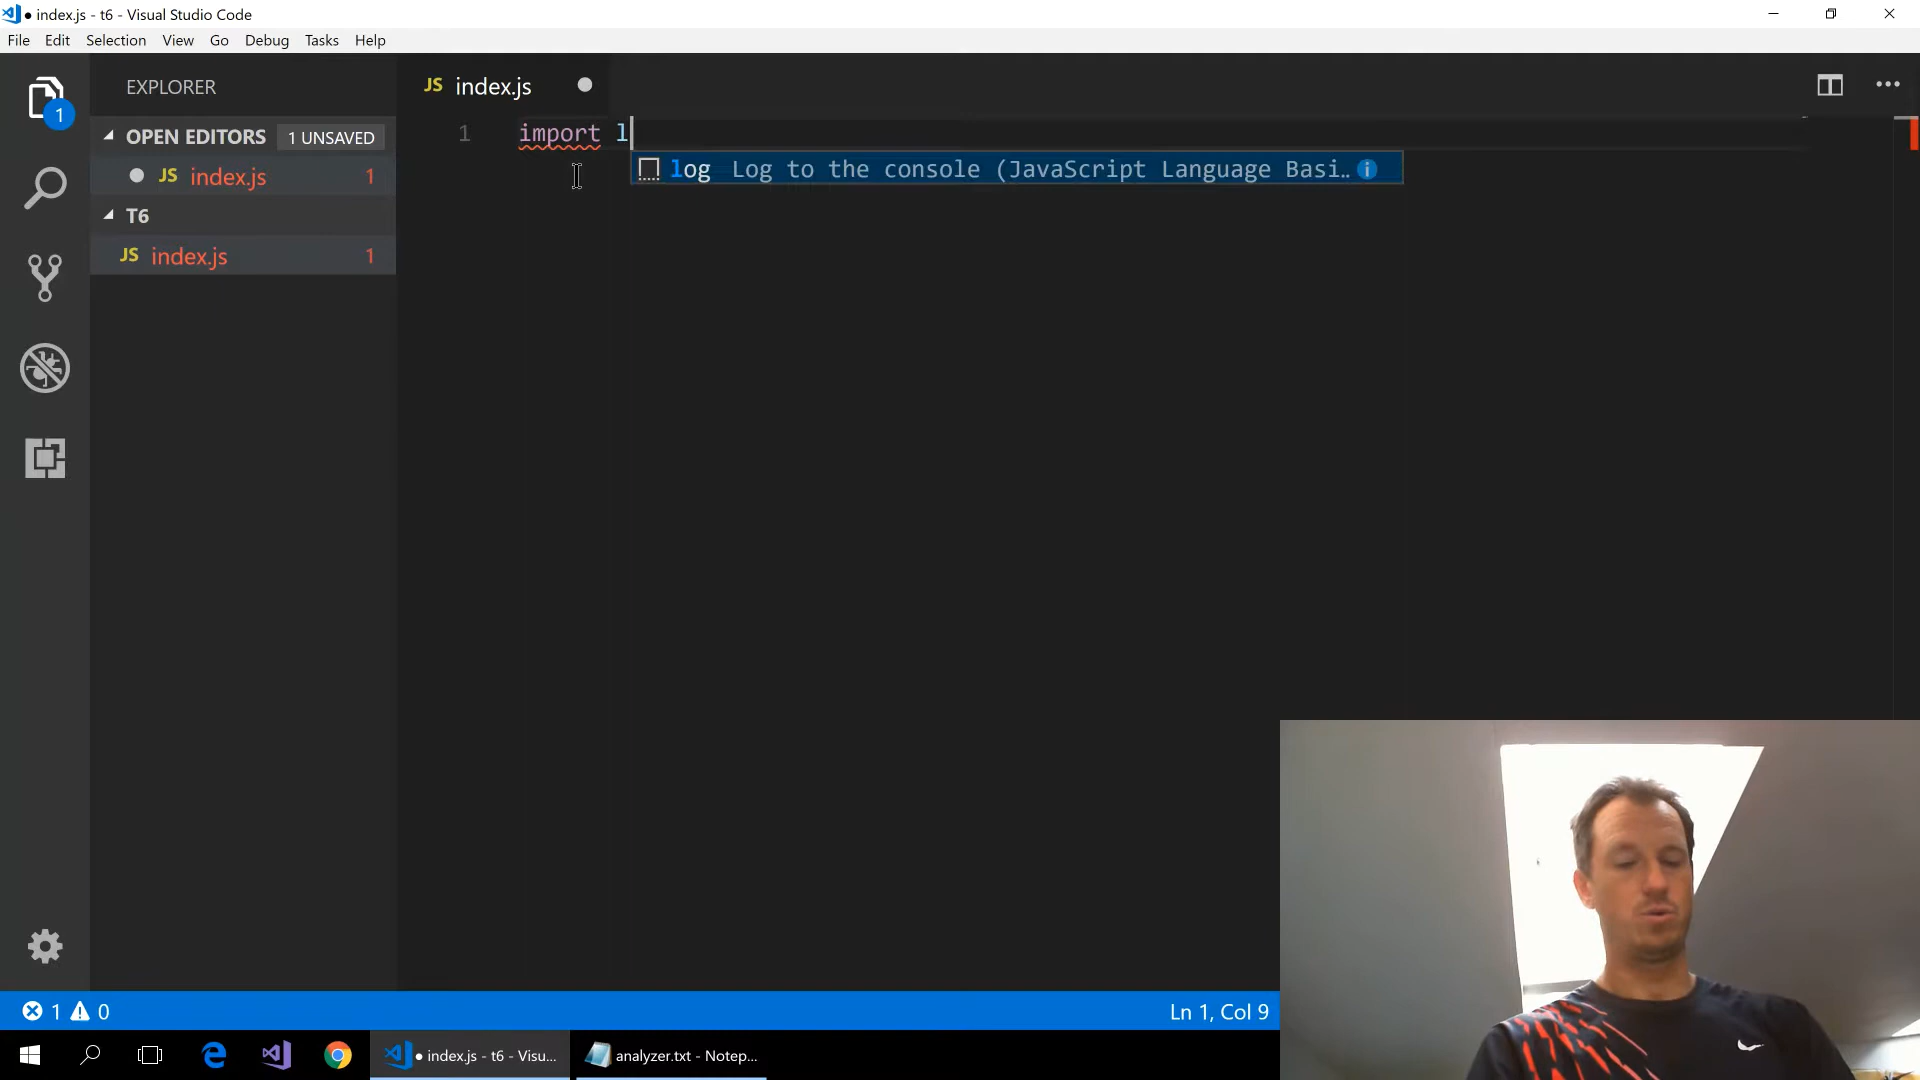 index.js - t6 - Visual Studio Code
File Edit Selection View Go Debug Tasks Help
1
EXPLORER
OPEN EDITORS 1 UNSAVED
JS index.js 1
T6
JS index.js 1
JS index.js
1 import l
log Log to the console (JavaScript Language Basi…
1 0
Ln 1, Col 9
index.js - t6 - Visu...
analyzer.txt - Notep...